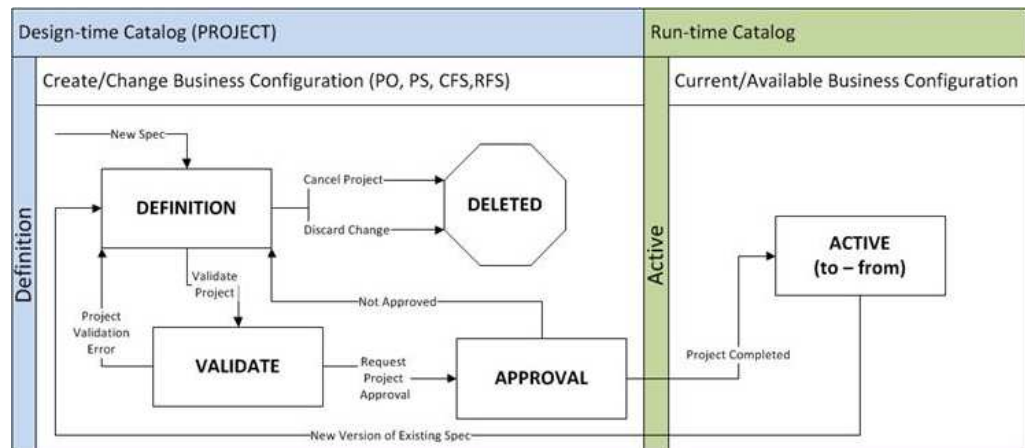 Design-time Catalog (PROJECT)
Run-time Catalog
Create/Change Business Configuration (PO, PS, CFS,RFS)
Current/Available Business Configuration
Definition
Active
New Spec
DEFINITION
Cancel Project
Discard Change
DELETED
ACTIVE
(to – from)
Validate
Project
Not Approved
Project
Validation
Error
VALIDATE
Request
Project
Approval
APPROVAL
Project Completed
New Version of Existing Spec